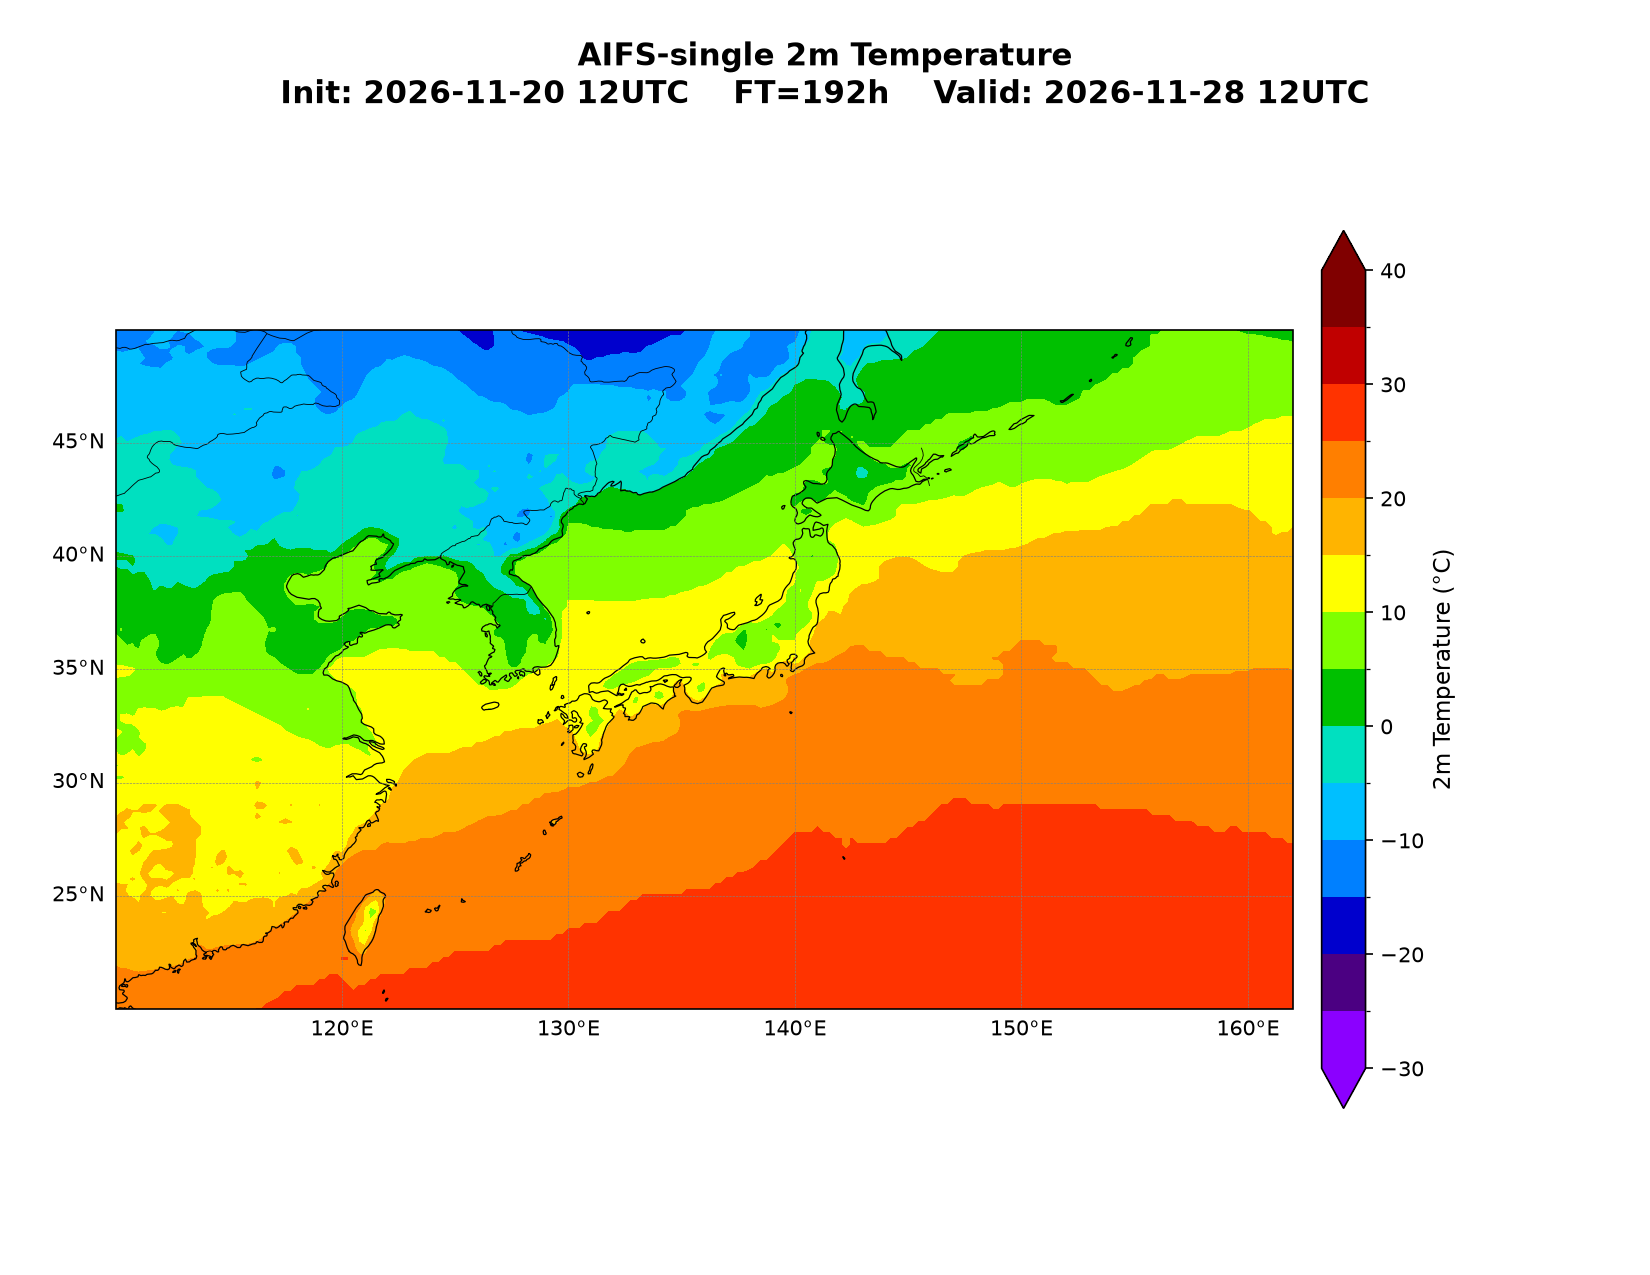 AIFS-single 2m Temperature
Init: 2026-11-20 12UTC    FT=192h    Valid: 2026-11-28 12UTC
45°N
40°N
35°N
30°N
25°N
120°E
130°E
140°E
150°E
160°E
40
30
20
10
0
−10
−20
−30
2m Temperature (°C)